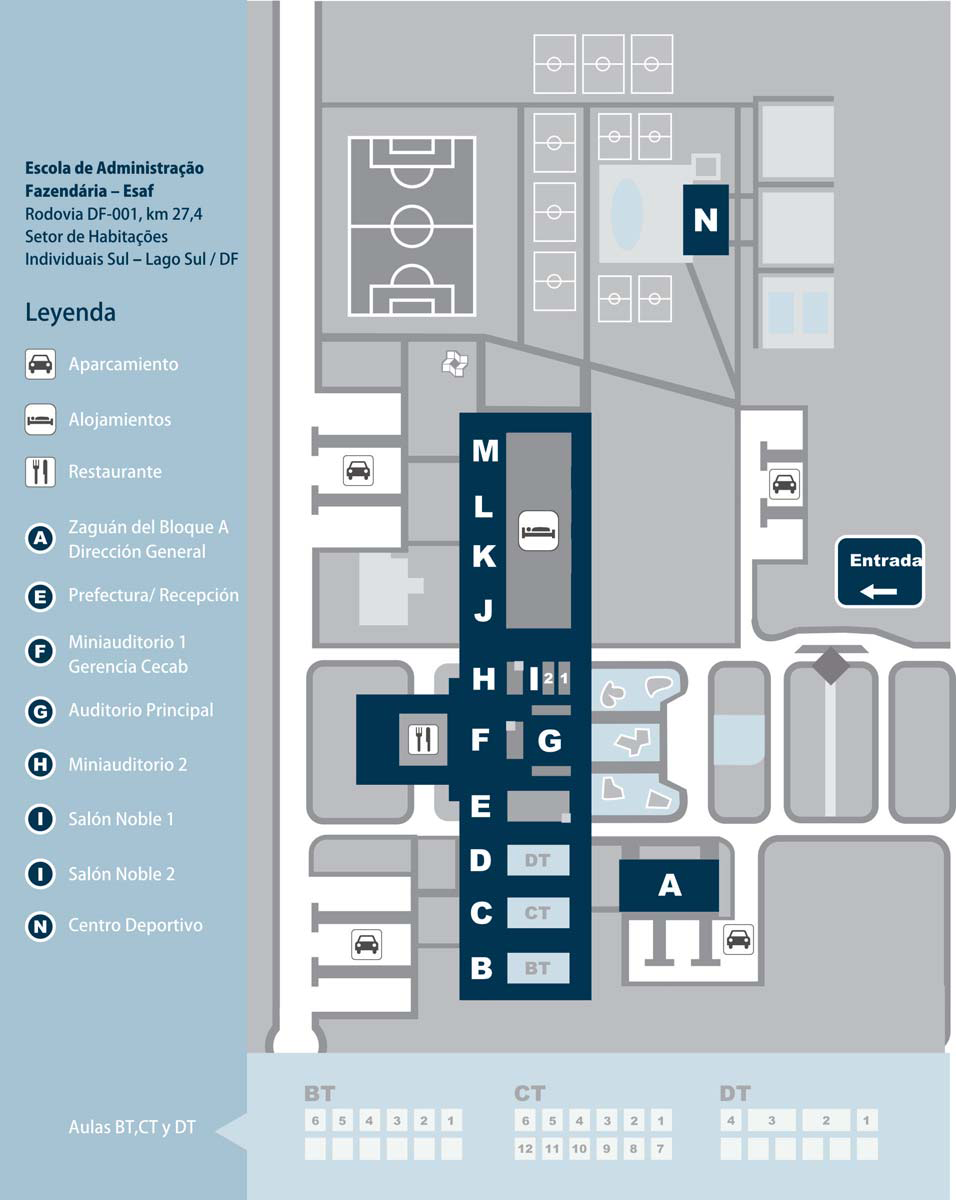 Escola de Administração
Fazendária – Esaf
Rodovia DF-001, km 27,4
Setor de Habitações
Individuais Sul – Lago Sul / DF
Leyenda
Aparcamiento
Alojamientos
Restaurante
A Zaguán del Bloque A
Dirección General
E Prefectura/ Recepción
F Miniauditorio 1
Gerencia Cecab
G Auditorio Principal
H Miniauditorio 2
I Salón Noble 1
I Salón Noble 2
N Centro Deportivo
Aulas BT,CT y DT
N
M
L
K
J
Entrada
H I 2 1
F G
E
D DT
A
C CT
B BT
BT
6 5 4 3 2 1
CT
6 5 4 3 2 1
12 11 10 9 8 7
DT
4 3 2 1